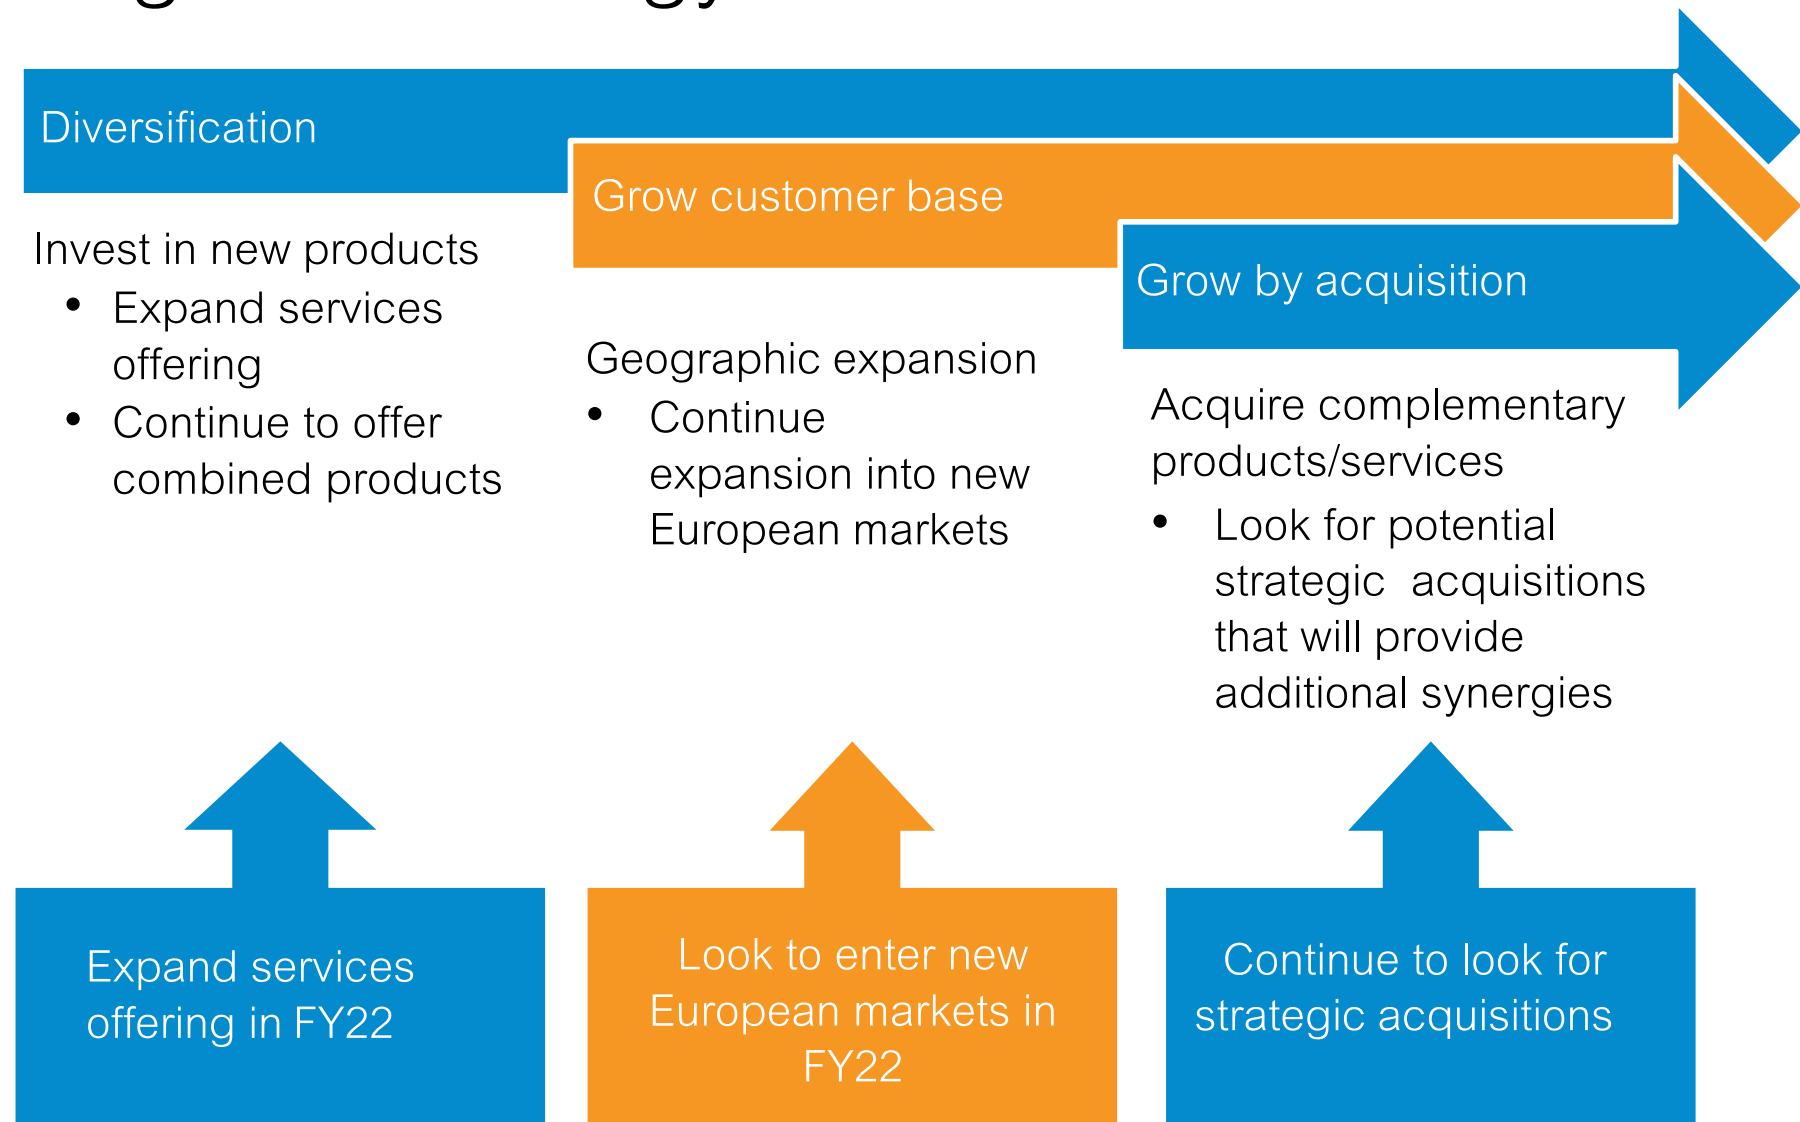 Diversification
Grow customer base
Grow by acquisition
Invest in new products
• Expand services
offering
• Continue to offer
combined products
Geographic expansion
• Continue
expansion into new
European markets
Acquire complementary
products/services
• Look for potential
strategic acquisitions
that will provide
additional synergies
Expand services
offering in FY22
Look to enter new
European markets in
FY22
Continue to look for
strategic acquisitions